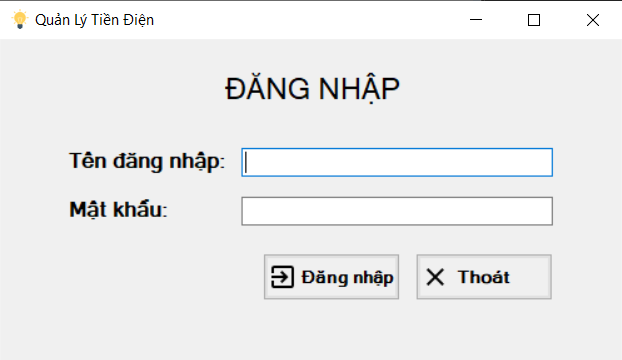 Quản Lý Tiền Điện
ĐĂNG NHẬP
Tên đăng nhập:
Mật khẩu:
Đăng nhập
Thoát